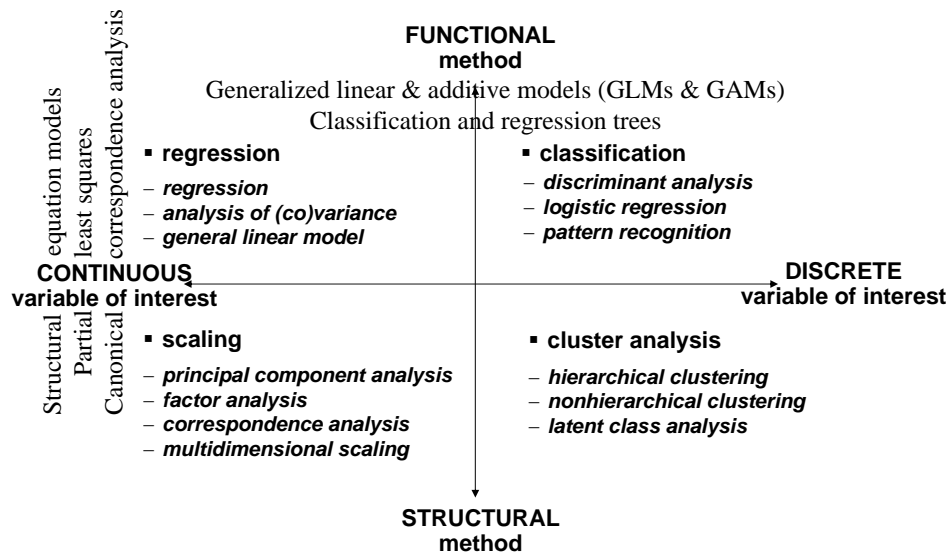 FUNCTIONAL
method
Generalized linear & additive models (GLMs & GAMs)
Classification and regression trees
Structural equation models
Partial least squares
Canonical correspondence analysis
▪ regression
– regression
– analysis of (co)variance
– general linear model
▪ classification
– discriminant analysis
– logistic regression
– pattern recognition
CONTINUOUS
variable of interest
DISCRETE
variable of interest
▪ scaling
– principal component analysis
– factor analysis
– correspondence analysis
– multidimensional scaling
▪ cluster analysis
– hierarchical clustering
– nonhierarchical clustering
– latent class analysis
STRUCTURAL
method